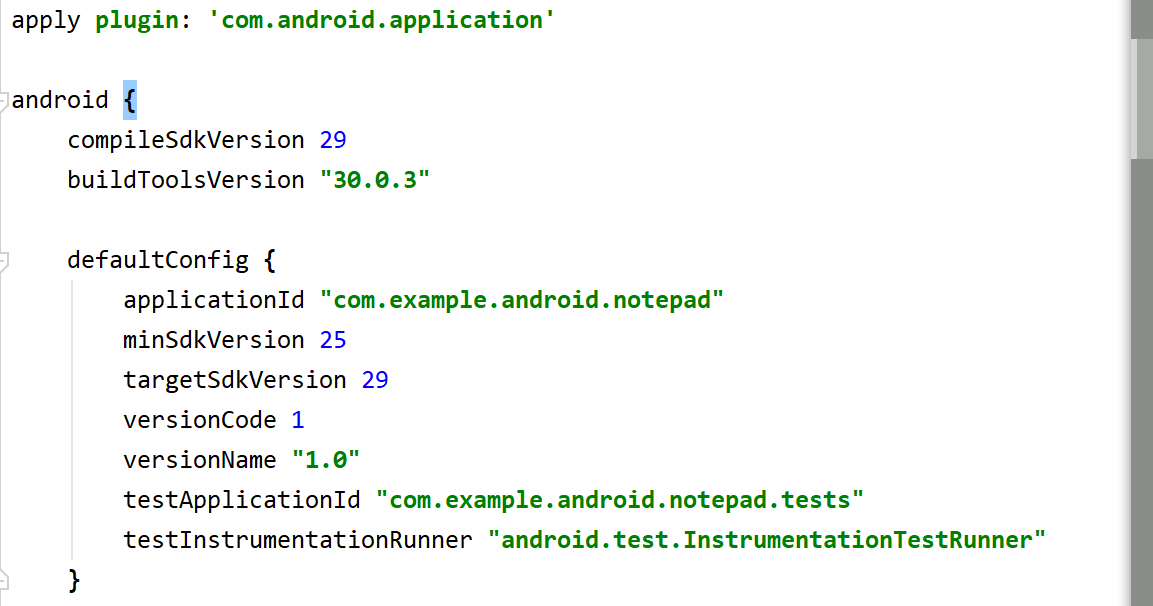 apply plugin: 'com.android.application'
android {
compileSdkVersion 29
buildToolsVersion "30.0.3"
defaultConfig {
applicationId "com.example.android.notepad"
minSdkVersion 25
targetSdkVersion 29
versionCode 1
versionName "1.0"
testApplicationId "com.example.android.notepad.tests"
testInstrumentationRunner "android.test.InstrumentationTestRunner"
}